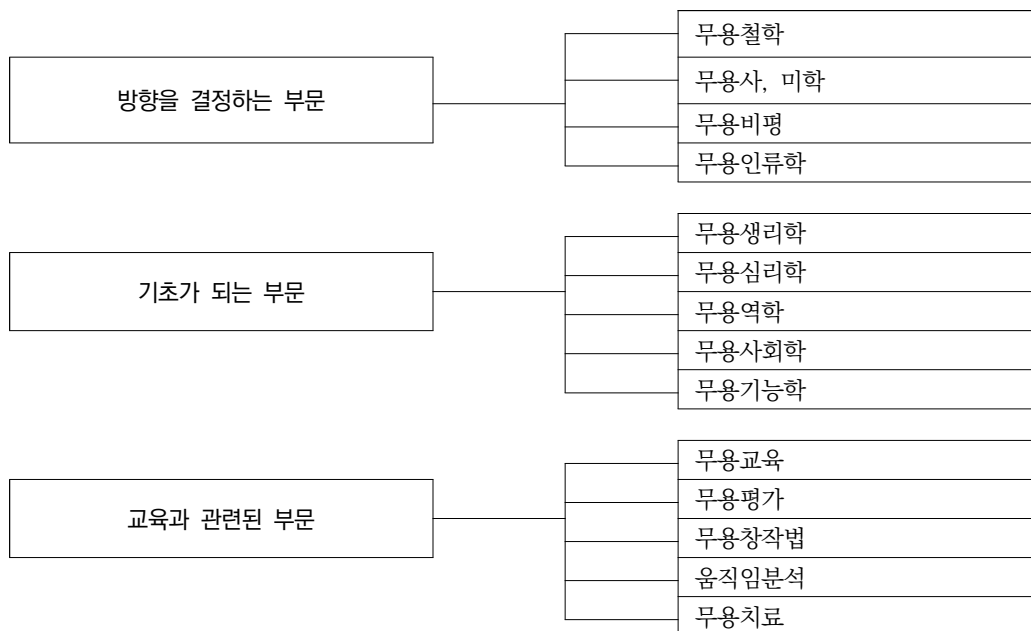 방향을 결정하는 부문
무용철학
무용사, 미학
무용비평
무용인류학
기초가 되는 부문
무용생리학
무용심리학
무용역학
무용사회학
무용기능학
교육과 관련된 부문
무용교육
무용평가
무용창작법
움직임분석
무용치료